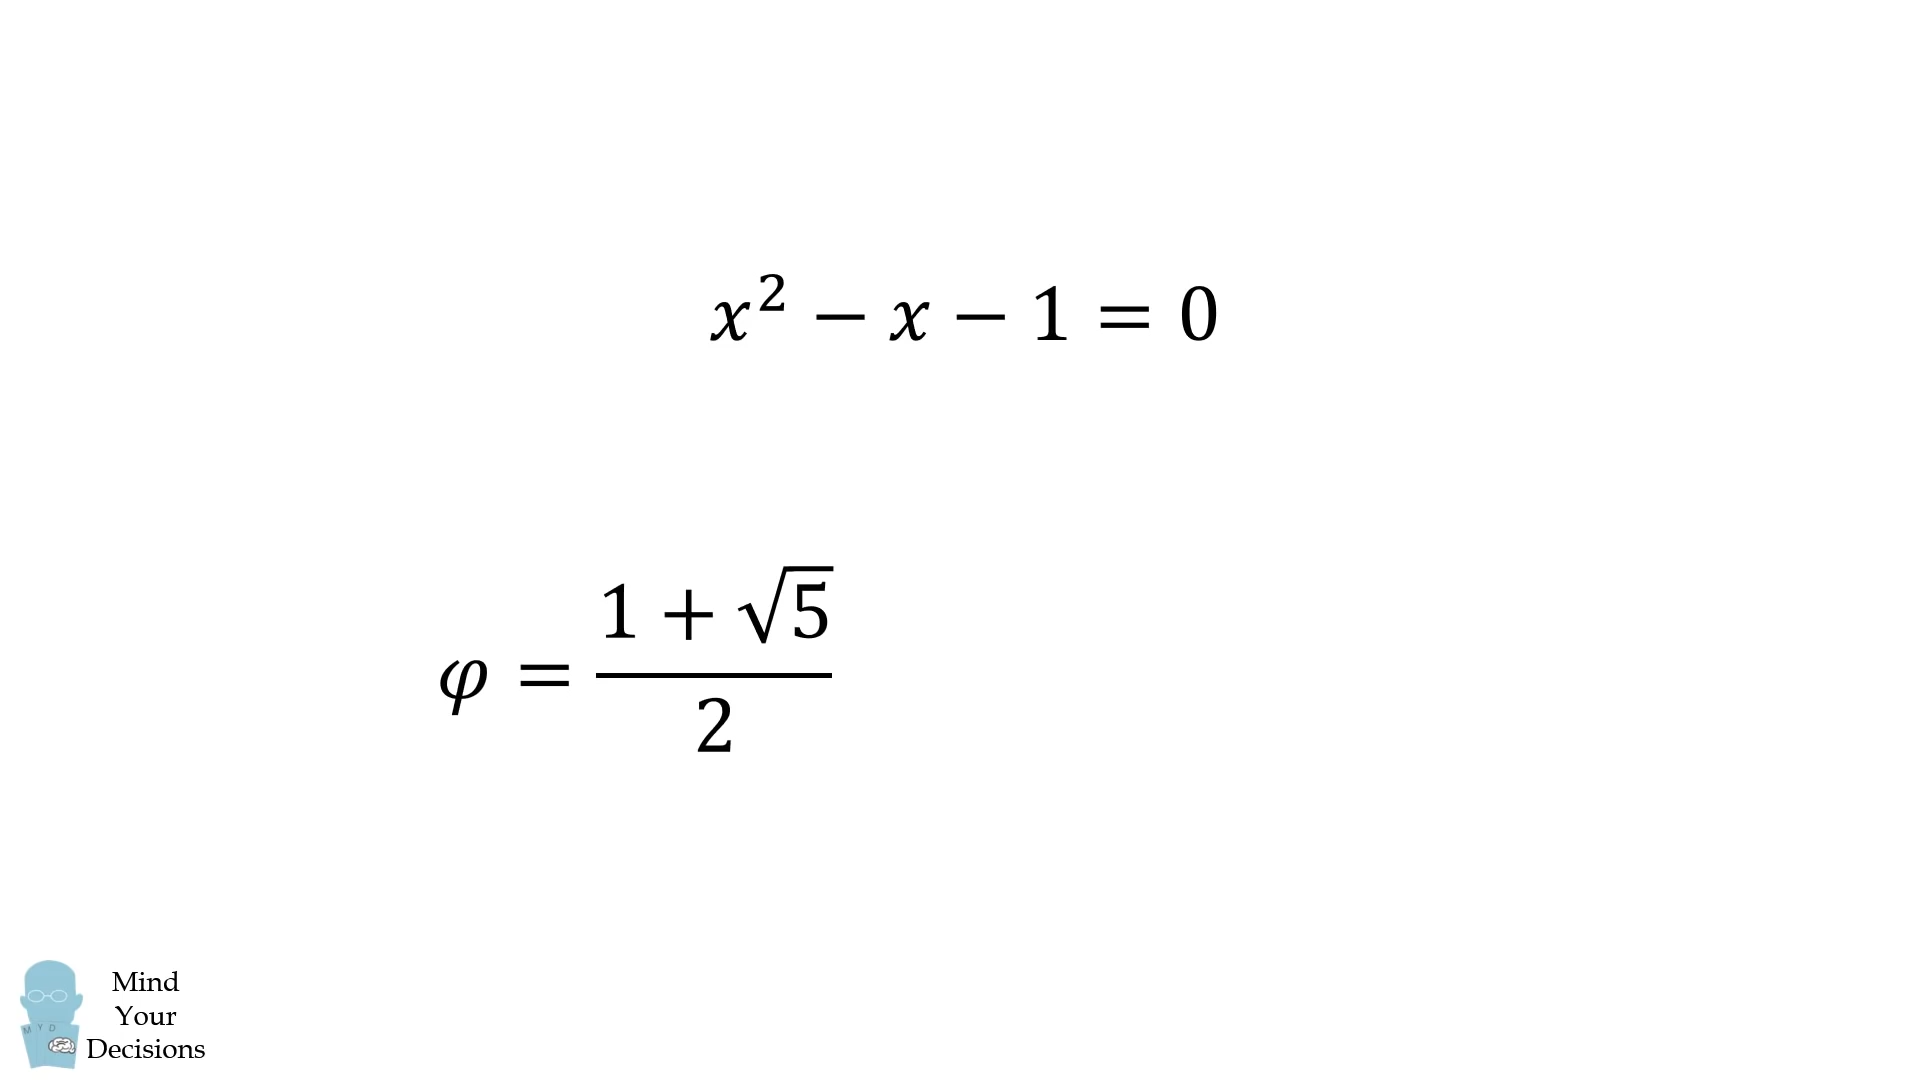 x² − x − 1 = 0
φ = (1 + √5) / 2
Mind
Your
Decisions
M Y D